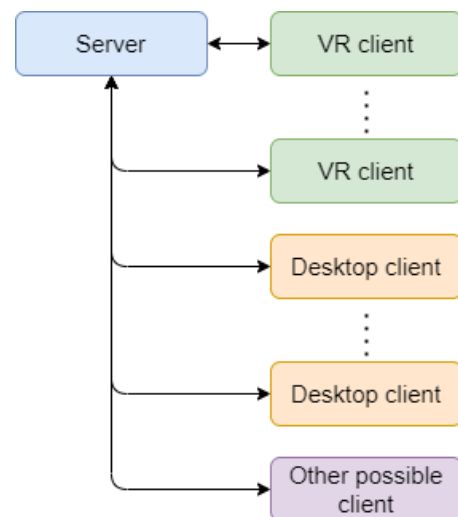 Server
VR client
VR client
Desktop client
Desktop client
Other possible
client